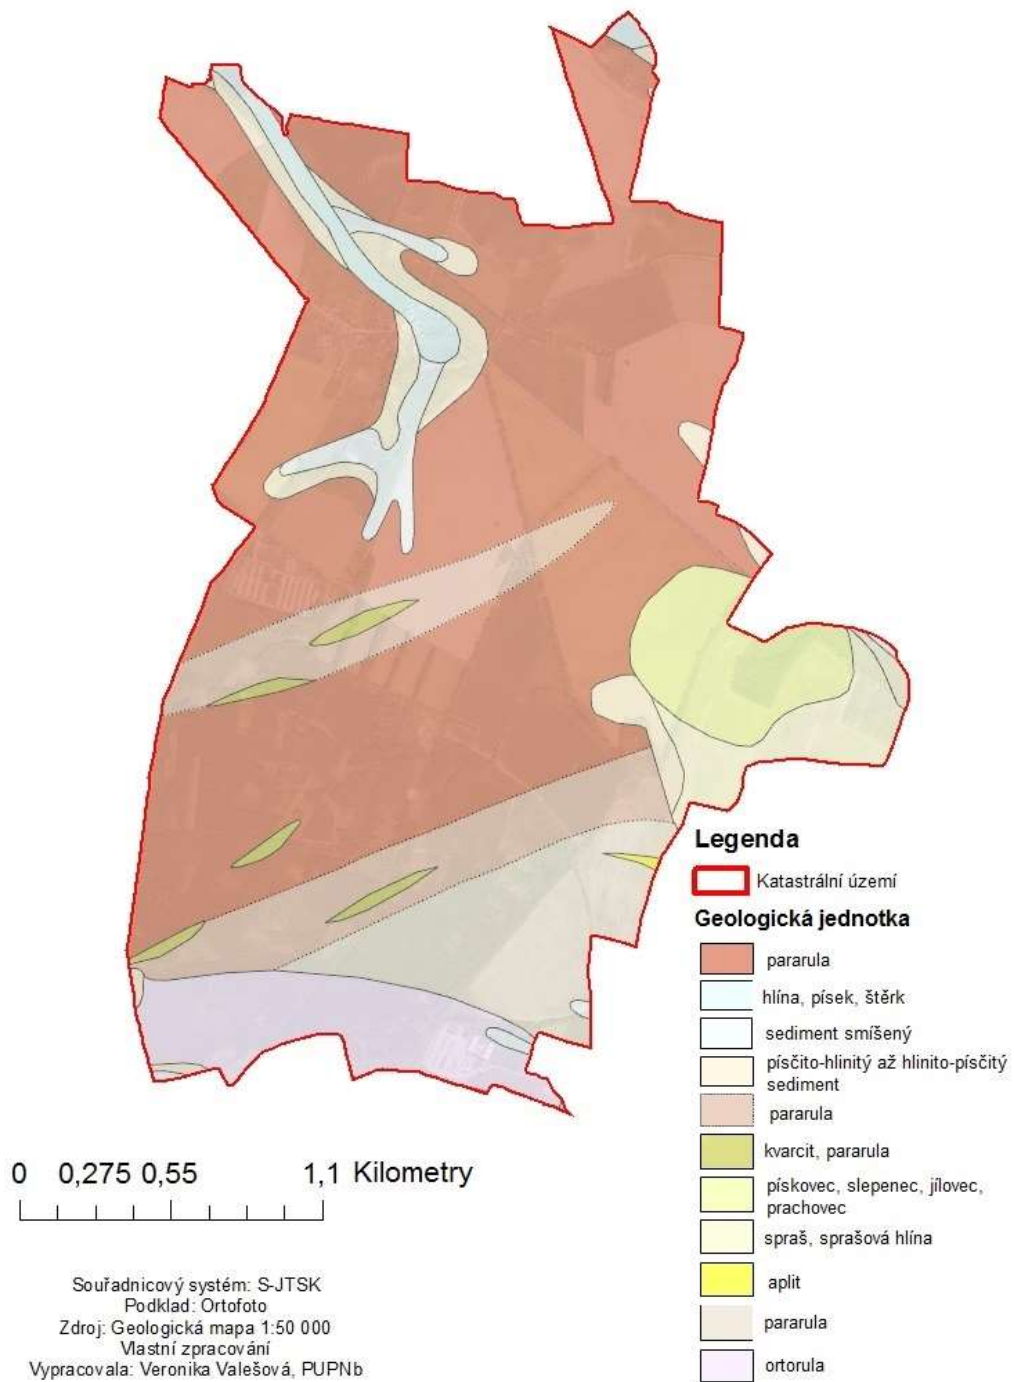 Legenda
Katastrální území
Geologická jednotka
pararula
hlína, písek, štěrk
sediment smíšený
písčito-hlinitý až hlinito-písčitý
sediment
pararula
kvarcit, pararula
pískovec, slepenec, jílovec,
prachovec
spraš, sprašová hlína
aplit
pararula
ortorula
0 0,275 0,55 1,1 Kilometry
Souřadnicový systém: S-JTSK
Podklad: Ortofoto
Zdroj: Geologická mapa 1:50 000
Vlastní zpracování
Vypracovala: Veronika Valešová, PUPNb